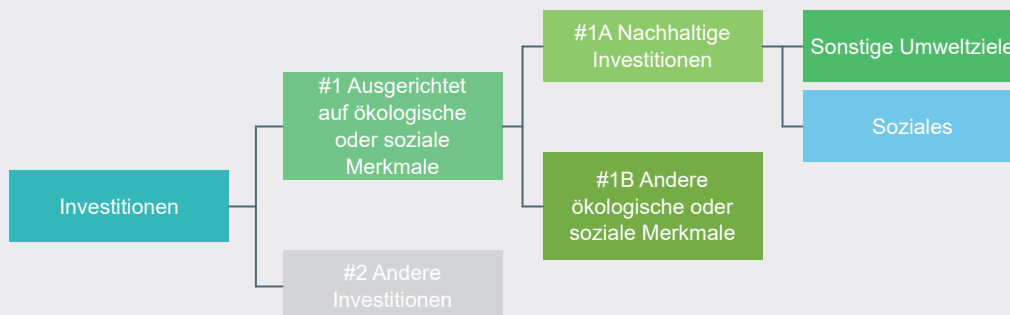 Investitionen
#1 Ausgerichtet
auf ökologische
oder soziale
Merkmale
#2 Andere
Investitionen
#1A Nachhaltige
Investitionen
#1B Andere
ökologische oder
soziale Merkmale
Sonstige Umweltziele
Soziales